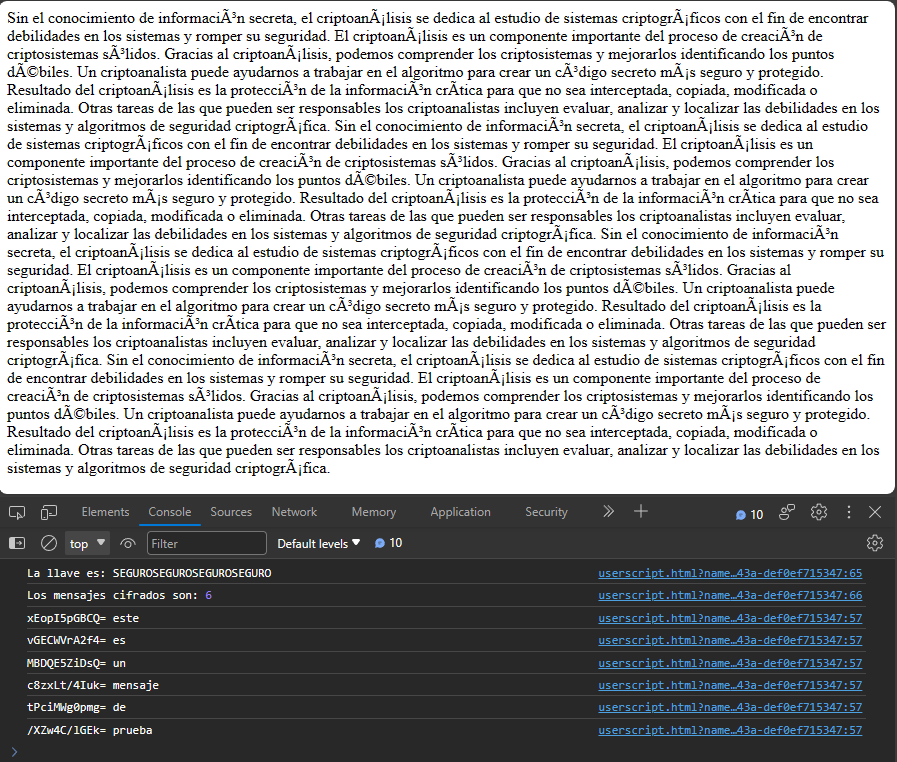 Sin el conocimiento de informaciÃ³n secreta, el criptoanÃ¡lisis se dedica al estudio de sistemas criptogrÃ¡ficos con el fin de encontrar
debilidades en los sistemas y romper su seguridad. El criptoanÃ¡lisis es un componente importante del proceso de creaciÃ³n de
criptosistemas sÃ³lidos. Gracias al criptoanÃ¡lisis, podemos comprender los criptosistemas y mejorarlos identificando los puntos
dÃ©biles. Un criptoanalista puede ayudarnos a trabajar en el algoritmo para crear un cÃ³digo secreto mÃ¡s seguro y protegido.
Resultado del criptoanÃ¡lisis es la protecciÃ³n de la informaciÃ³n crÃtica para que no sea interceptada, copiada, modificada o
eliminada. Otras tareas de las que pueden ser responsables los criptoanalistas incluyen evaluar, analizar y localizar las debilidades en los
sistemas y algoritmos de seguridad criptogrÃ¡fica. Sin el conocimiento de informaciÃ³n secreta, el criptoanÃ¡lisis se dedica al estudio
de sistemas criptogrÃ¡ficos con el fin de encontrar debilidades en los sistemas y romper su seguridad. El criptoanÃ¡lisis es un
componente importante del proceso de creaciÃ³n de criptosistemas sÃ³lidos. Gracias al criptoanÃ¡lisis, podemos comprender los
criptosistemas y mejorarlos identificando los puntos dÃ©biles. Un criptoanalista puede ayudarnos a trabajar en el algoritmo para crear
un cÃ³digo secreto mÃ¡s seguro y protegido. Resultado del criptoanÃ¡lisis es la protecciÃ³n de la informaciÃ³n crÃtica para que no sea
interceptada, copiada, modificada o eliminada. Otras tareas de las que pueden ser responsables los criptoanalistas incluyen evaluar,
analizar y localizar las debilidades en los sistemas y algoritmos de seguridad criptogrÃ¡fica. Sin el conocimiento de informaciÃ³n
secreta, el criptoanÃ¡lisis se dedica al estudio de sistemas criptogrÃ¡ficos con el fin de encontrar debilidades en los sistemas y romper su
seguridad. El criptoanÃ¡lisis es un componente importante del proceso de creaciÃ³n de criptosistemas sÃ³lidos. Gracias al
criptoanÃ¡lisis, podemos comprender los criptosistemas y mejorarlos identificando los puntos dÃ©biles. Un criptoanalista puede
ayudarnos a trabajar en el algoritmo para crear un cÃ³digo secreto mÃ¡s seguro y protegido. Resultado del criptoanÃ¡lisis es la
protecciÃ³n de la informaciÃ³n crÃtica para que no sea interceptada, copiada, modificada o eliminada. Otras tareas de las que pueden ser
responsables los criptoanalistas incluyen evaluar, analizar y localizar las debilidades en los sistemas y algoritmos de seguridad
criptogrÃ¡fica. Sin el conocimiento de informaciÃ³n secreta, el criptoanÃ¡lisis se dedica al estudio de sistemas criptogrÃ¡ficos con el fin
de encontrar debilidades en los sistemas y romper su seguridad. El criptoanÃ¡lisis es un componente importante del proceso de
creaciÃ³n de criptosistemas sÃ³lidos. Gracias al criptoanÃ¡lisis, podemos comprender los criptosistemas y mejorarlos identificando los
puntos dÃ©biles. Un criptoanalista puede ayudarnos a trabajar en el algoritmo para crear un cÃ³digo secreto mÃ¡s seguro y protegido.
Resultado del criptoanÃ¡lisis es la protecciÃ³n de la informaciÃ³n crÃtica para que no sea interceptada, copiada, modificada o
eliminada. Otras tareas de las que pueden ser responsables los criptoanalistas incluyen evaluar, analizar y localizar las debilidades en los
sistemas y algoritmos de seguridad criptogrÃ¡fica.
Elements Console Sources Network Memory Application Security 10
top Filter Default levels 10
La llave es: SEGUROSEGUROSEGUROSEGURO userscript.html?name…43a-def0ef715347:65
Los mensajes cifrados son: 6 userscript.html?name…43a-def0ef715347:66
xEopI5pGBCQ= este userscript.html?name…43a-def0ef715347:57
vGECWVrA2f4= es userscript.html?name…43a-def0ef715347:57
MBDQE5ZiDsQ= un userscript.html?name…43a-def0ef715347:57
c8zxLt/4Iuk= mensaje userscript.html?name…43a-def0ef715347:57
tPciMWg0pmg= de userscript.html?name…43a-def0ef715347:57
/XZw4C/1GEk= prueba userscript.html?name…43a-def0ef715347:57